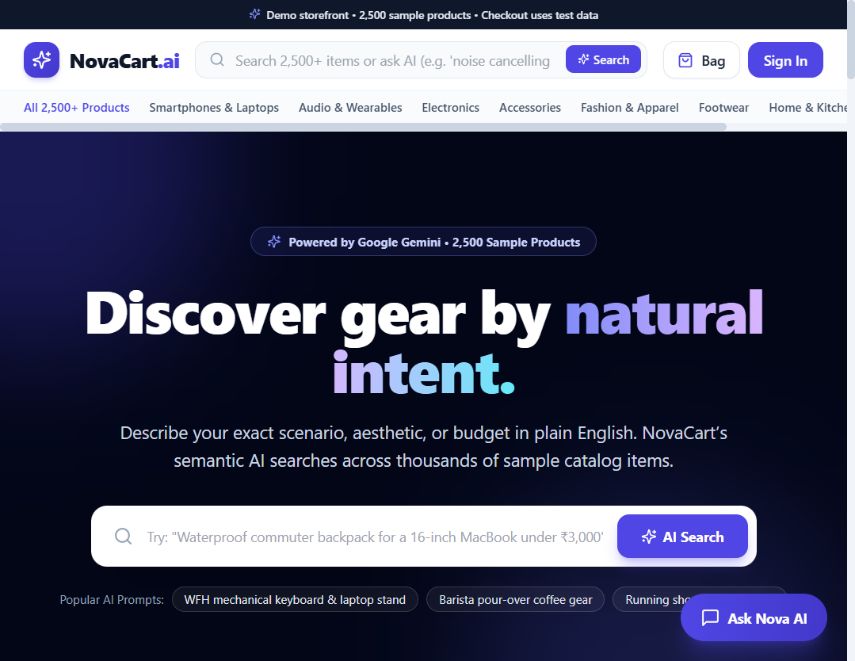 Demo storefront • 2,500 sample products • Checkout uses test data
NovaCart.ai
Search 2,500+ items or ask AI (e.g. 'noise cancelling
Search
Bag
Sign In
All 2,500+ Products
Smartphones & Laptops
Audio & Wearables
Electronics
Accessories
Fashion & Apparel
Footwear
Home &
Powered by Google Gemini • 2,500 Sample Products
Discover gear by natural
intent.
Describe your exact scenario, aesthetic, or budget in plain English. NovaCart’s
semantic AI searches across thousands of sample catalog items.
Try: "Waterproof commuter backpack for a 16-inch MacBook under ₹3,000"
AI Search
Popular AI Prompts:
WFH mechanical keyboard & laptop stand
Barista pour-over coffee gear
Running
Ask Nova AI